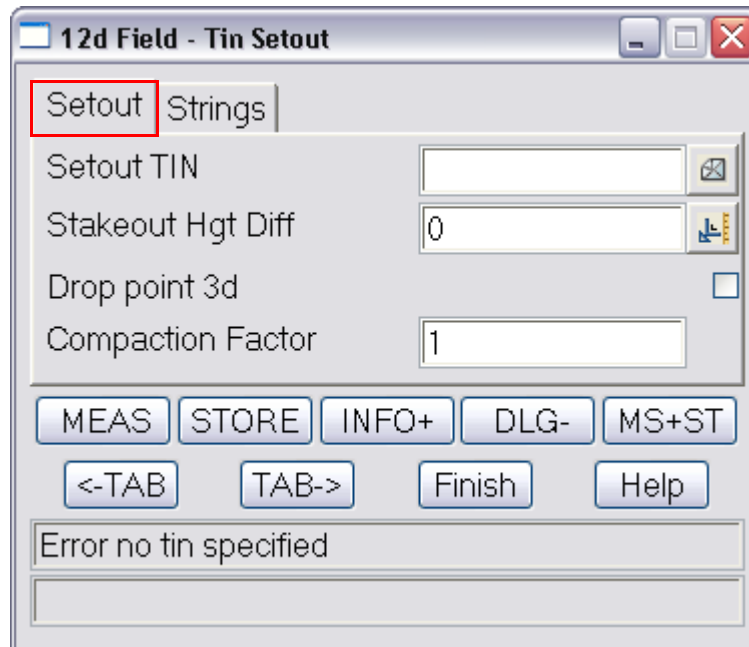 12d Field - Tin Setout
Setout Strings
Setout TIN
Stakeout Hgt Diff 0
Drop point 3d
Compaction Factor 1
MEAS STORE INFO+ DLG- MS+ST
<-TAB TAB-> Finish Help
Error no tin specified